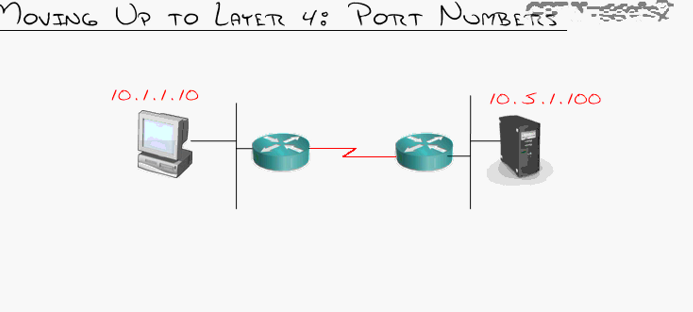 Moving Up to Layer 4: Port Numbers
10.1.1.10
10.5.1.100